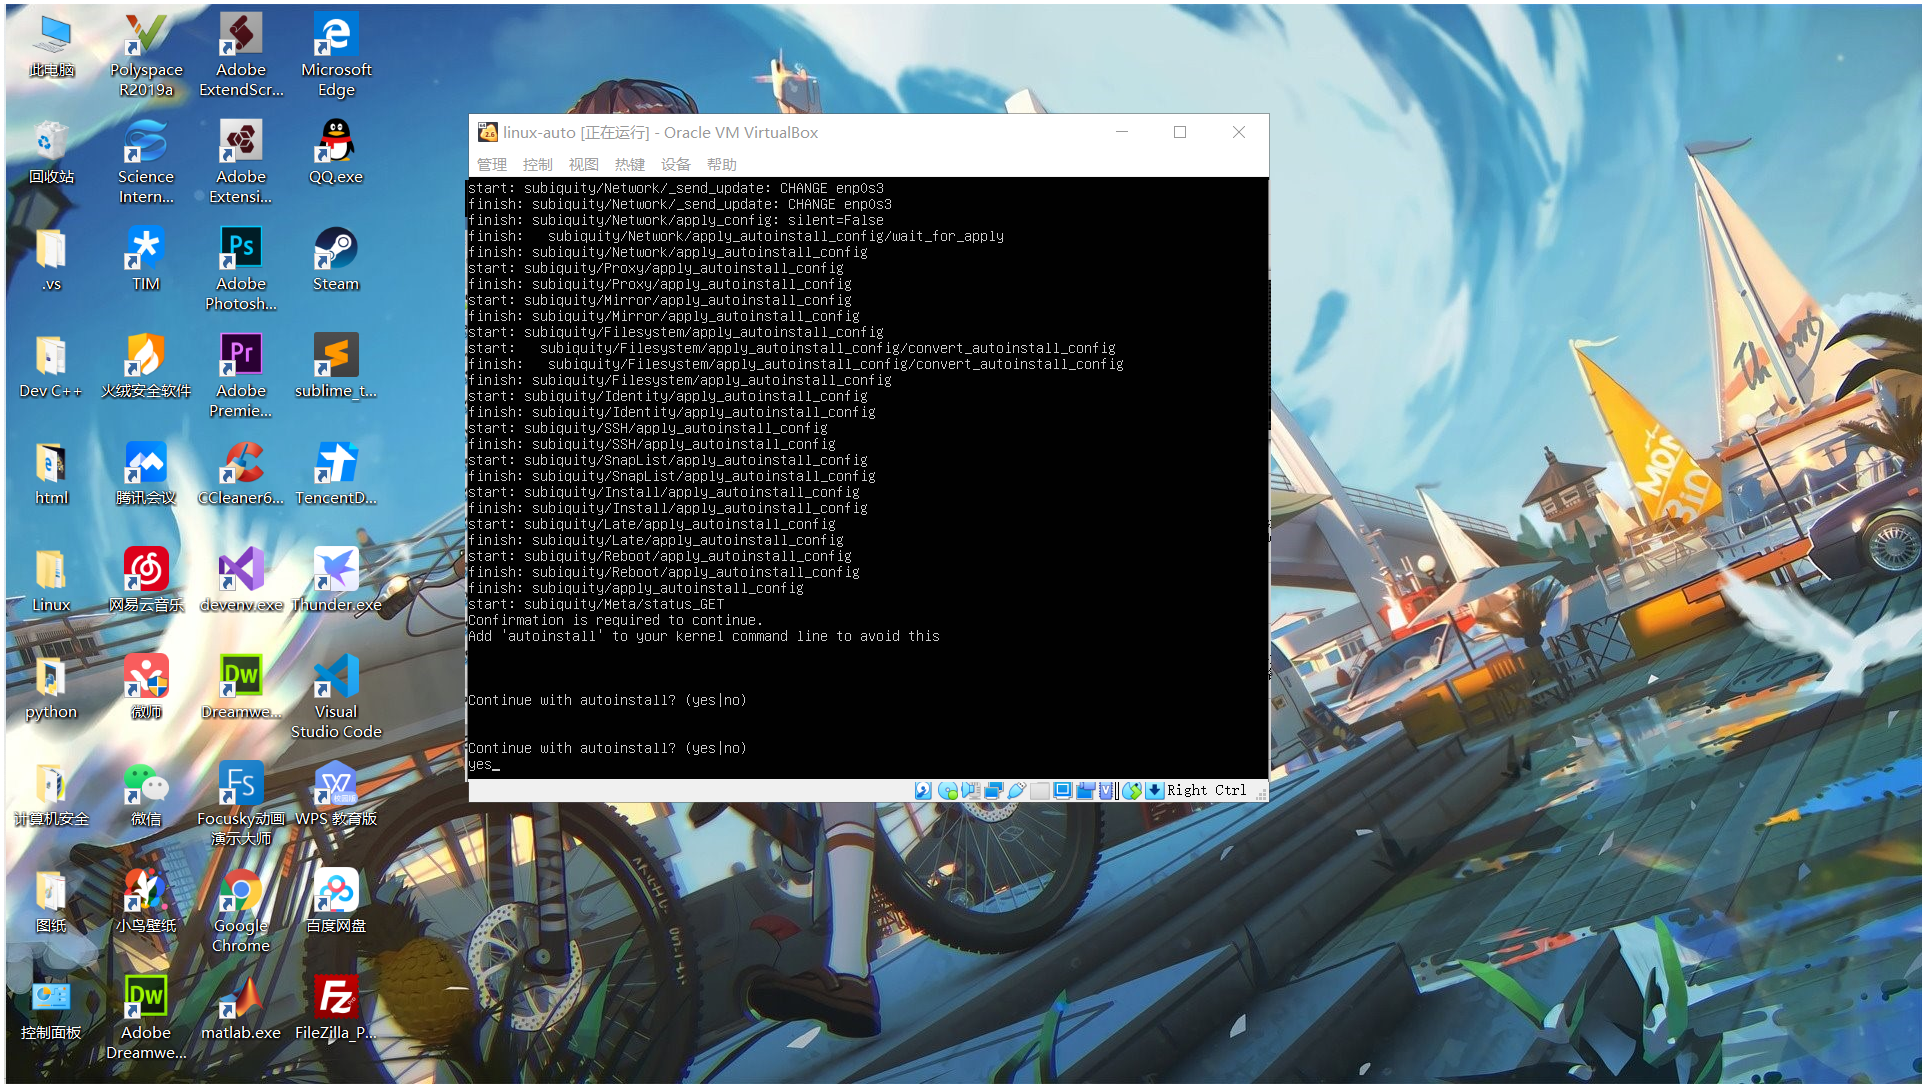 此电脑
Polyspace R2019a
Adobe ExtendScr...
Microsoft Edge
回收站
Science Intern...
Adobe Extensi...
QQ.exe
.vs
TIM
Adobe Photosh...
Steam
Dev C++
火绒安全软件
Adobe Premie...
sublime_t...
html
腾讯会议
CCleaner6...
TencentD...
Linux
网易云音乐
devenv.exe
Thunder.exe
python
微师
Dreamwe...
Visual Studio Code
计算机安全
微信
Focusky动画演示大师
WPS 教育版
图纸
小鸟壁纸
Google Chrome
百度网盘
控制面板
Adobe Dreamwe...
matlab.exe
FileZilla_P...
linux-auto [正在运行] - Oracle VM VirtualBox
管理 控制 视图 热键 设备 帮助
start: subiquity/Network/_send_update: CHANGE enp0s3
finish: subiquity/Network/_send_update: CHANGE enp0s3
finish: subiquity/Network/apply_config: silent=False
finish:   subiquity/Network/apply_autoinstall_config/wait_for_apply
finish: subiquity/Network/apply_autoinstall_config
start: subiquity/Proxy/apply_autoinstall_config
finish: subiquity/Proxy/apply_autoinstall_config
start: subiquity/Mirror/apply_autoinstall_config
finish: subiquity/Mirror/apply_autoinstall_config
start: subiquity/Filesystem/apply_autoinstall_config
start:   subiquity/Filesystem/apply_autoinstall_config/convert_autoinstall_config
finish:   subiquity/Filesystem/apply_autoinstall_config/convert_autoinstall_config
finish: subiquity/Filesystem/apply_autoinstall_config
start: subiquity/Identity/apply_autoinstall_config
finish: subiquity/Identity/apply_autoinstall_config
start: subiquity/SSH/apply_autoinstall_config
finish: subiquity/SSH/apply_autoinstall_config
start: subiquity/SnapList/apply_autoinstall_config
finish: subiquity/SnapList/apply_autoinstall_config
start: subiquity/Install/apply_autoinstall_config
finish: subiquity/Install/apply_autoinstall_config
start: subiquity/Late/apply_autoinstall_config
finish: subiquity/Late/apply_autoinstall_config
start: subiquity/Reboot/apply_autoinstall_config
finish: subiquity/Reboot/apply_autoinstall_config
finish: subiquity/apply_autoinstall_config
start: subiquity/Meta/status_GET
Confirmation is required to continue.
Add 'autoinstall' to your kernel command line to avoid this
Continue with autoinstall? (yes|no)
Continue with autoinstall? (yes|no)
yes_
Right Ctrl